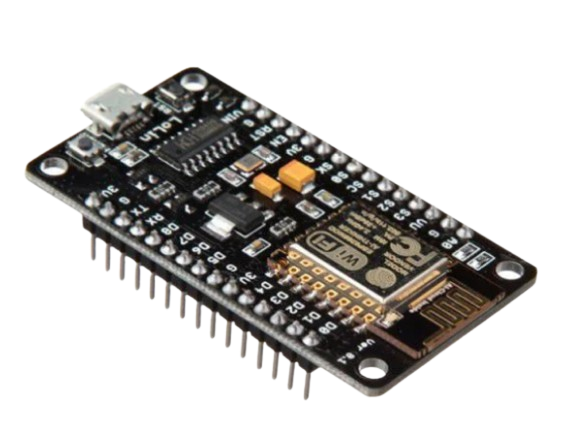 LoLin
VIN
G
RST
EN
3V
G
SK
SO
SC
S1
S2
S3
VU
G
A0
3V
G
TX
RX
D8
D7
D6
D5
G
3V
D4
D3
D2
D1
D0
WiFi
FC
Ver 0.1